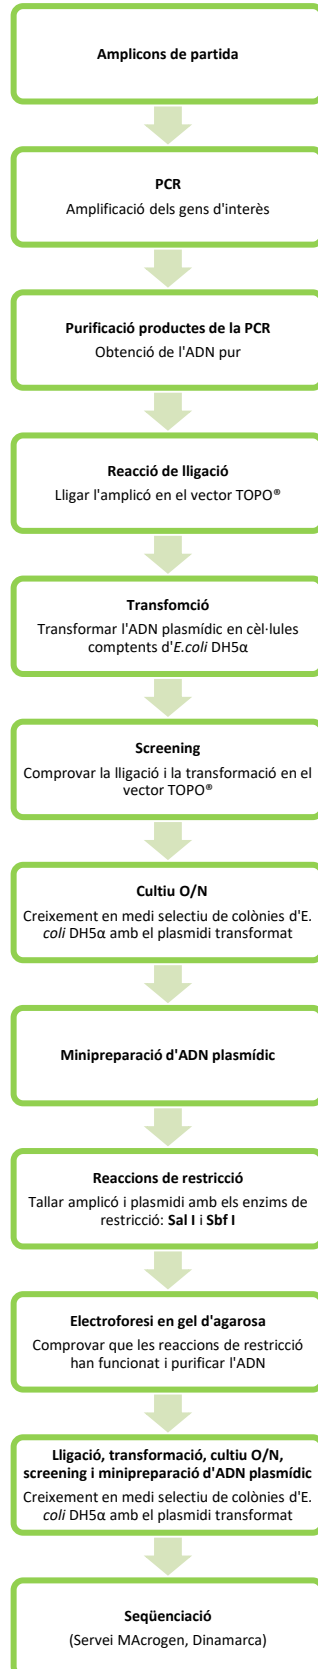 Amplicons de partida
PCR
Amplificació dels gens d'interès
Purificació productes de la PCR
Obtenció de l'ADN pur
Reacció de lligació
Lligar l'amplicó en el vector TOPO®
Transfomció
Transformar l'ADN plasmídic en cèl·lules
comptents d'E.coli DH5α
Screening
Comprovar la lligació i la transformació en el
vector TOPO®
Cultiu O/N
Creixement en medi selectiu de colònies d'E.
coli DH5α amb el plasmidi transformat
Minipreparació d'ADN plasmídic
Reaccions de restricció
Tallar amplicó i plasmidi amb els enzims de
restricció: Sal I i Sbf I
Electroforesi en gel d'agarosa
Comprovar que les reaccions de restricció
han funcionat i purificar l'ADN
Lligació, transformació, cultiu O/N,
screening i minipreparació d'ADN plasmídic
Creixement en medi selectiu de colònies d'E.
coli DH5α amb el plasmidi transformat
Seqüenciació
(Servei MAcrogen, Dinamarca)